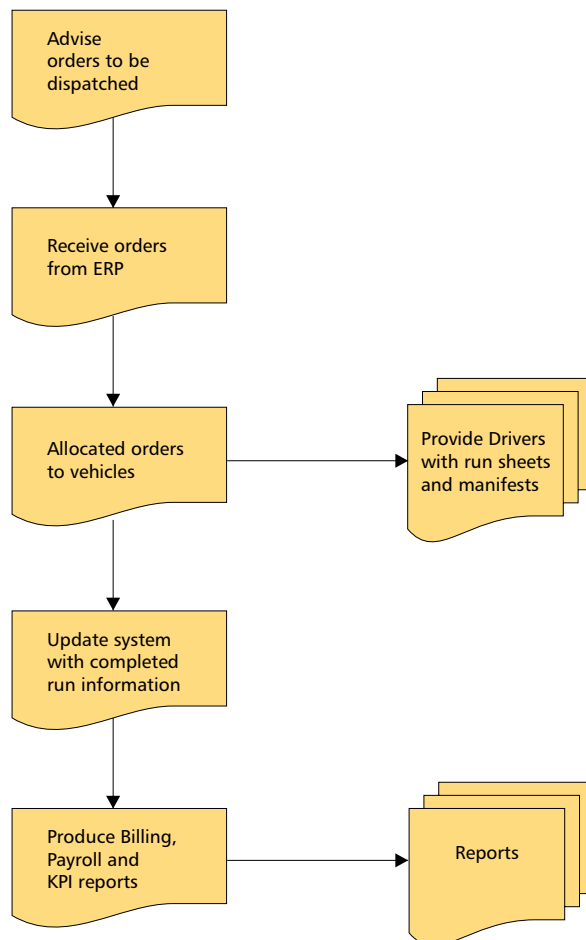 Advise
orders to be
dispatched
Receive orders
from ERP
Allocated orders
to vehicles
Provide Drivers
with run sheets
and manifests
Update system
with completed
run information
Produce Billing,
Payroll and
KPI reports
Reports